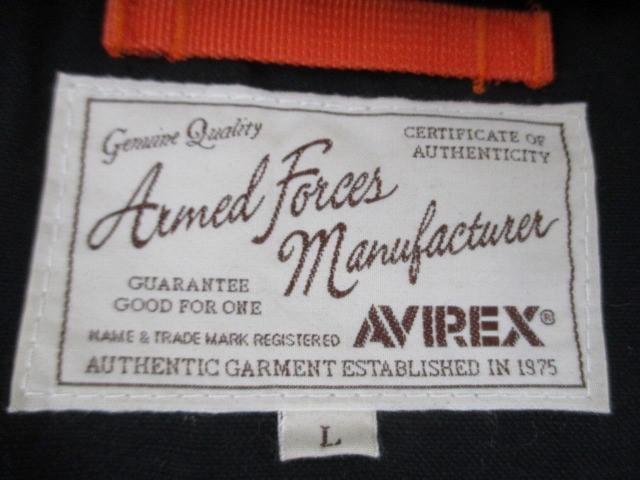 Genuine Quality
CERTIFICATE OF
AUTHENTICITY
Armed Forces
Manufacturer
GUARANTEE
GOOD FOR ONE
NAME & TRADE MARK REGISTERED
AVIREX®
AUTHENTIC GARMENT ESTABLISHED IN 1975
L